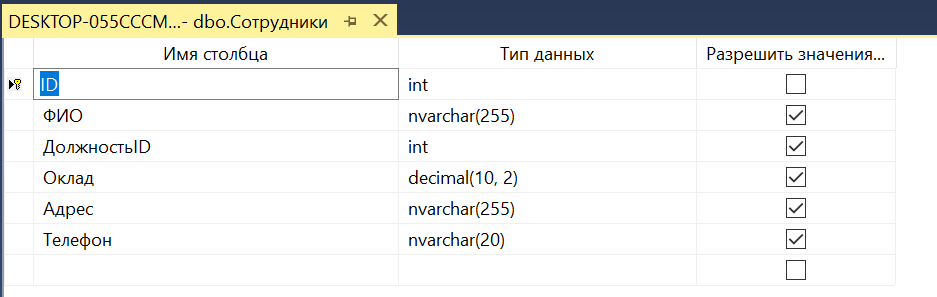 DESKTOP-055CCCM...- dbo.Сотрудники
Имя столбца Тип данных Разрешить значения...
ID int
ФИО nvarchar(255)
ДолжностьID int
Оклад decimal(10, 2)
Адрес nvarchar(255)
Телефон nvarchar(20)